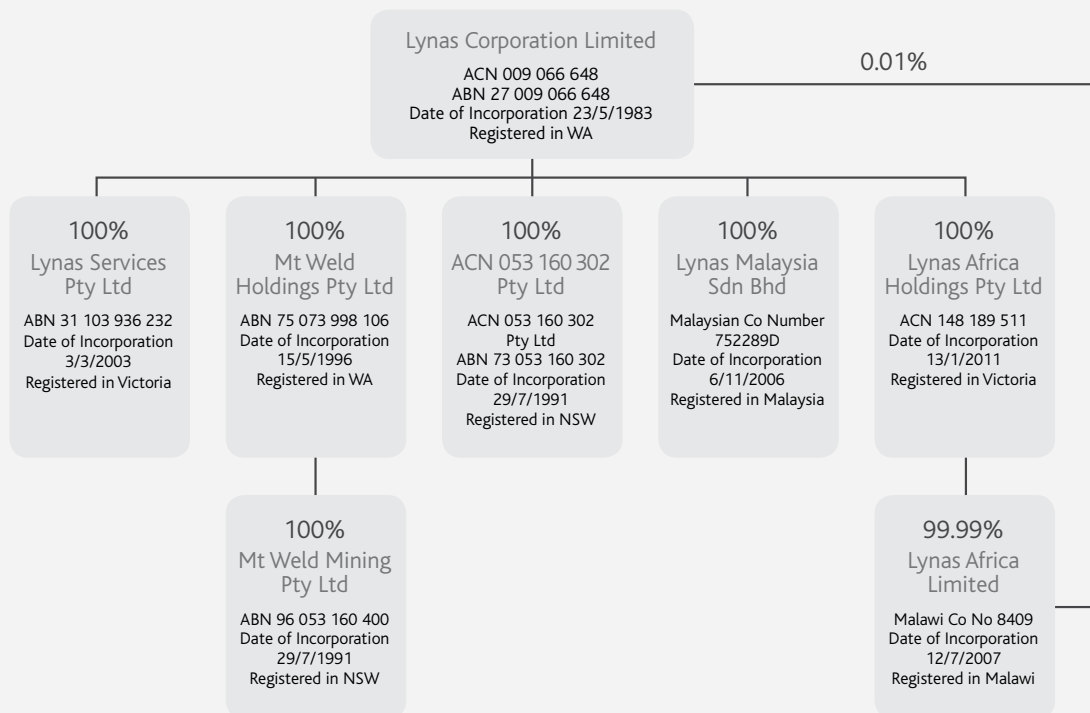 Lynas Corporation Limited
ACN 009 066 648
ABN 27 009 066 648
Date of Incorporation 23/5/1983
Registered in WA
0.01%
100%
Lynas Services
Pty Ltd
ABN 31 103 936 232
Date of Incorporation
3/3/2003
Registered in Victoria
100%
Mt Weld
Holdings Pty Ltd
ABN 75 073 998 106
Date of Incorporation
15/5/1996
Registered in WA
100%
ACN 053 160 302
Pty Ltd
ACN 053 160 302
Pty Ltd
ABN 73 053 160 302
Date of Incorporation
29/7/1991
Registered in NSW
100%
Lynas Malaysia
Sdn Bhd
Malaysian Co Number
752289D
Date of Incorporation
6/11/2006
Registered in Malaysia
100%
Lynas Africa
Holdings Pty Ltd
ACN 148 189 511
Date of Incorporation
13/1/2011
Registered in Victoria
100%
Mt Weld Mining
Pty Ltd
ABN 96 053 160 400
Date of Incorporation
29/7/1991
Registered in NSW
99.99%
Lynas Africa
Limited
Malawi Co No 8409
Date of Incorporation
12/7/2007
Registered in Malawi